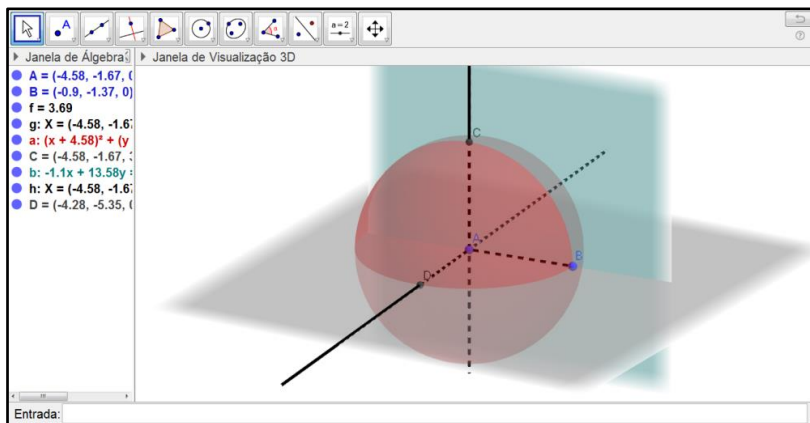 A
α
a = 2
Janela de Álgebra
Janela de Visualização 3D
A = (-4.58, -1.67, 0
B = (-0.9, -1.37, 0)
f = 3.69
g: X = (-4.58, -1.67
a: (x + 4.58)² + (y
C = (-4.58, -1.67, 3
b: -1.1x + 13.58y =
h: X = (-4.58, -1.67
D = (-4.28, -5.35, 0
C
A
B
D
Entrada: